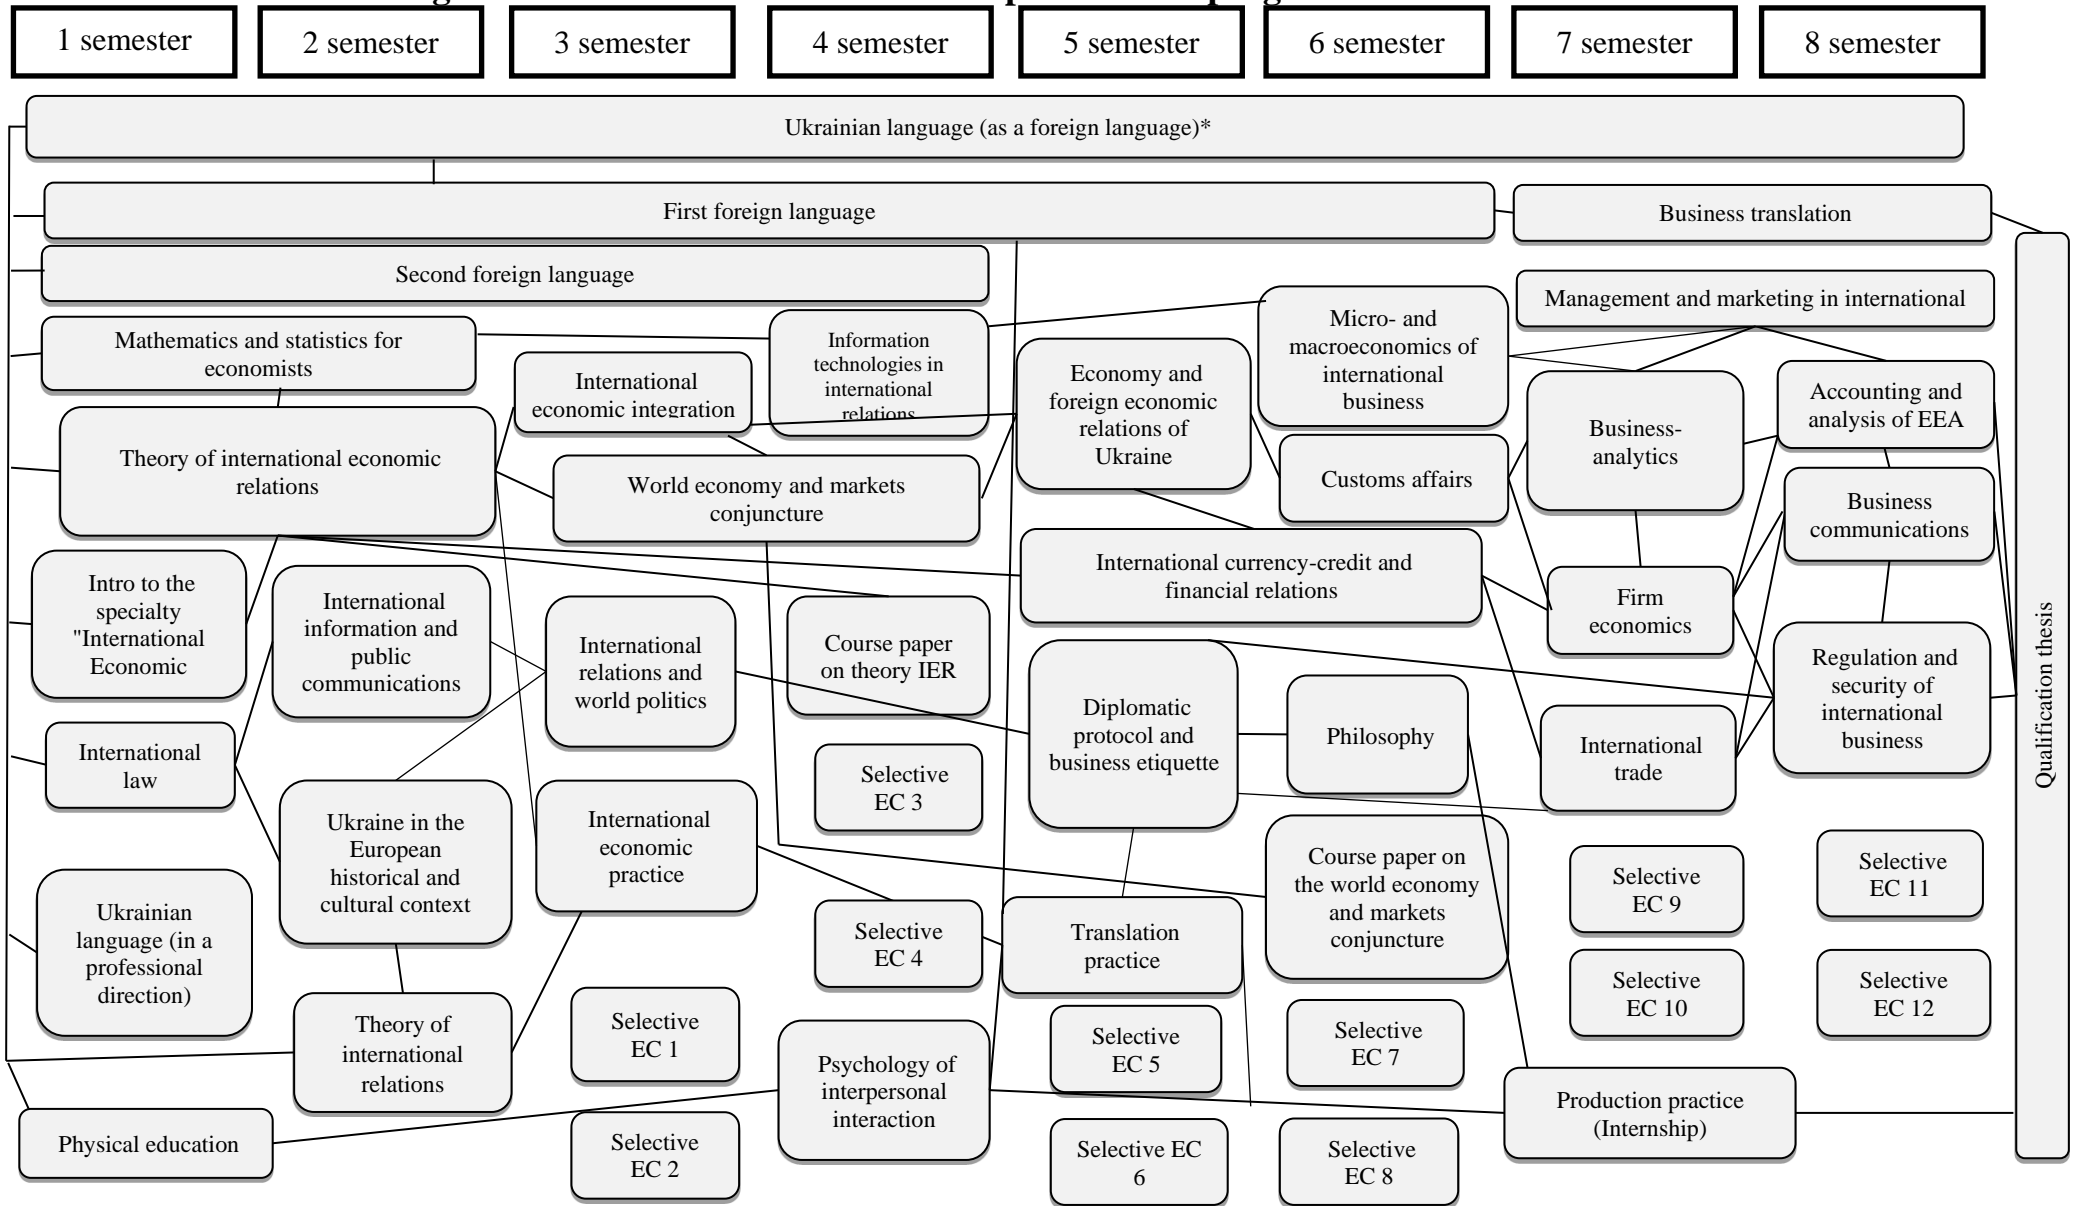 1 semester
2 semester
3 semester
4 semester
5 semester
6 semester
7 semester
8 semester
Ukrainian language (as a foreign language)*
First foreign language
Business translation
Second foreign language
Management and marketing in international
Mathematics and statistics for
economists
Information
technologies in
international
relations
Micro- and
macroeconomics of
international
business
International
economic integration
Economy and
foreign economic
relations of
Ukraine
Accounting and
analysis of EEA
Business-
analytics
Theory of international economic
relations
World economy and markets
conjuncture
Customs affairs
Business
communications
International currency-credit and
financial relations
Intro to the
specialty
"International
Economic
International
information and
public
communications
International
relations and
world politics
Course paper
on theory IER
Firm
economics
Regulation and
security of
international
business
Diplomatic
protocol and
business etiquette
Philosophy
International
trade
International
law
Selective
EC 3
Ukraine in the
European
historical and
cultural context
International
economic
practice
Course paper on
the world economy
and markets
conjuncture
Selective
EC 9
Selective
EC 11
Ukrainian
language (in a
professional
direction)
Selective
EC 4
Translation
practice
Selective
EC 10
Selective
EC 12
Theory of
international
relations
Selective
EC 1
Psychology of
interpersonal
interaction
Selective
EC 5
Selective
EC 7
Production practice
(Internship)
Physical education
Selective
EC 2
Selective EC
6
Selective
EC 8
Qualification thesis